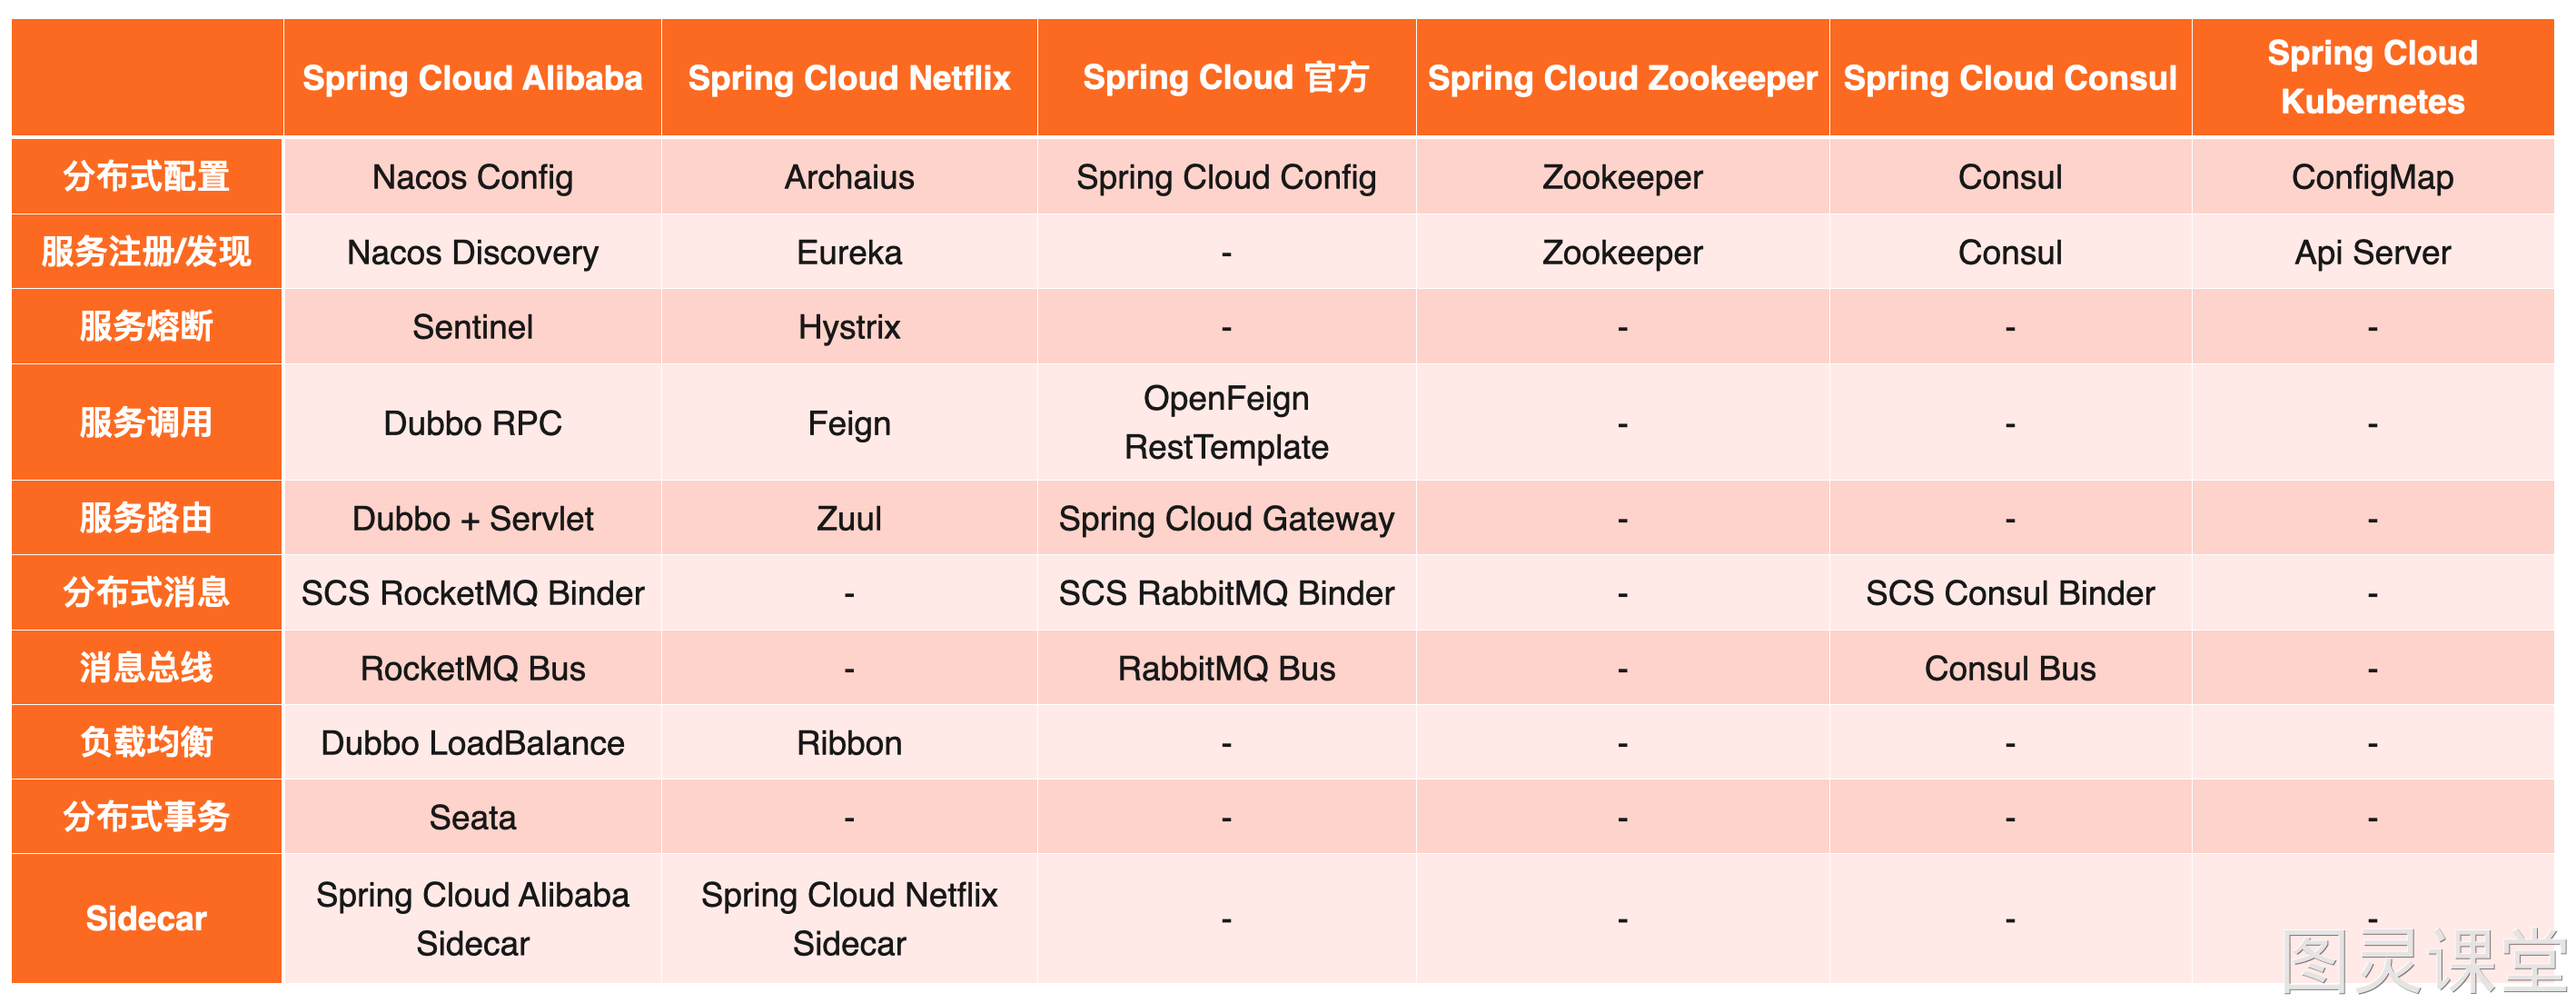 Spring Cloud Alibaba
Spring Cloud Netflix
Spring Cloud 官方
Spring Cloud Zookeeper
Spring Cloud Consul
Spring Cloud
Kubernetes
分布式配置
Nacos Config
Archaius
Spring Cloud Config
Zookeeper
Consul
ConfigMap
服务注册/发现
Nacos Discovery
Eureka
-
Zookeeper
Consul
Api Server
服务熔断
Sentinel
Hystrix
-
-
-
-
服务调用
Dubbo RPC
Feign
OpenFeign
RestTemplate
-
-
-
服务路由
Dubbo + Servlet
Zuul
Spring Cloud Gateway
-
-
-
分布式消息
SCS RocketMQ Binder
-
SCS RabbitMQ Binder
-
SCS Consul Binder
-
消息总线
RocketMQ Bus
-
RabbitMQ Bus
-
Consul Bus
-
负载均衡
Dubbo LoadBalance
Ribbon
-
-
-
-
分布式事务
Seata
-
-
-
-
-
Sidecar
Spring Cloud Alibaba
Sidecar
Spring Cloud Netflix
Sidecar
-
-
-
-
图灵课堂